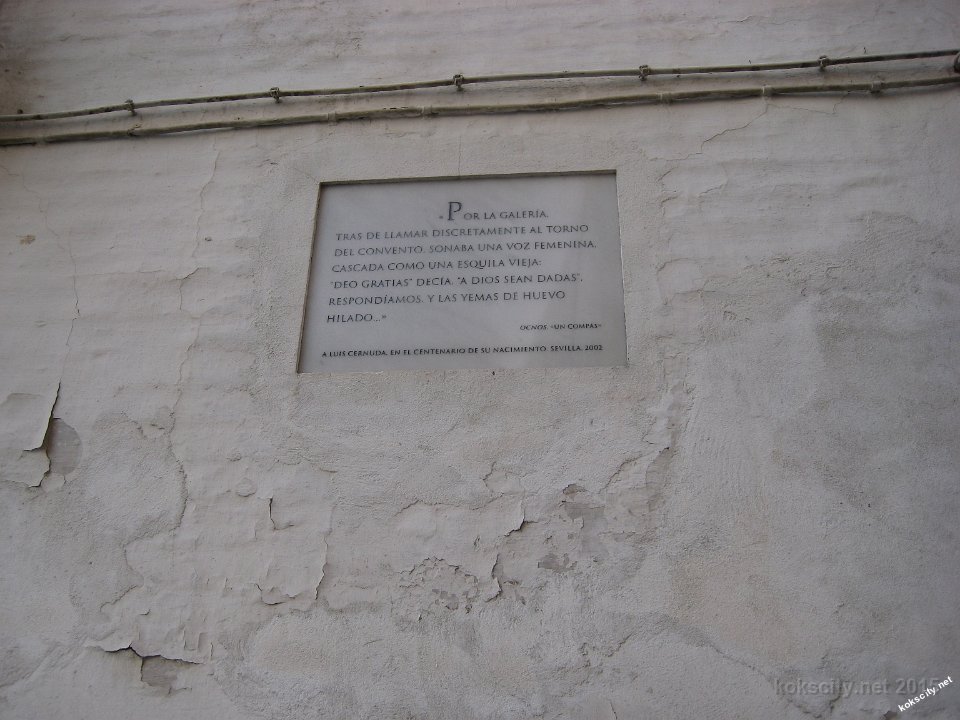 «POR LA GALERÍA,
TRAS DE LLAMAR DISCRETAMENTE AL TORNO
DEL CONVENTO, SONABA UNA VOZ FEMENINA,
CASCADA COMO UNA ESQUILA VIEJA:
"DEO GRATIAS" DECÍA. "A DIOS SEAN DADAS",
RESPONDÍAMOS. Y LAS YEMAS DE HUEVO
HILADO...»
OCNOS. «UN COMPÁS»
A LUIS CERNUDA, EN EL CENTENARIO DE SU NACIMIENTO. SEVILLA, 2002
kokscity.net 2015
kokscity.net